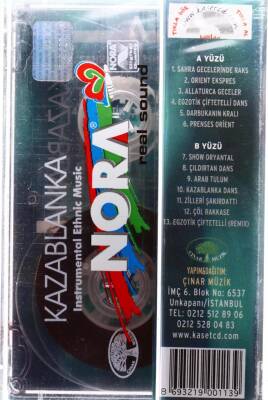 KAZABLANKA
Instrumental Ethnic Music
NORA
real sound
NORA
A YÜZÜ
1. SAHRA GECELERİNDE RAKS
2. ORIENT EKSPRES
3. ALLATURCA GECELER
4. EGZOTİK ÇİFTETELLİ DANS
5. DARBUKANIN KRALI
6. PRENSES ORİENT
B YÜZÜ
7. SHOW ORYANTAL
8. ÇILDIRTAN DANS
9. ARAB TULUM
10. KAZABLANKA DANS
11. ZİLLERİ ŞAKIRDATTI
12. ÇÖL RAKKASE
13. EGZOTİK ÇİFTETELLİ (REMIX)
ÇINAR MÜZİK
YAPIM&DAĞITIM:
ÇINAR MÜZİK
İMÇ 6. Blok No: 6537
Unkapanı/İSTANBUL
TEL: 0212 512 89 06
0212 528 04 83
www.kasetcd.com
8 693219 001139